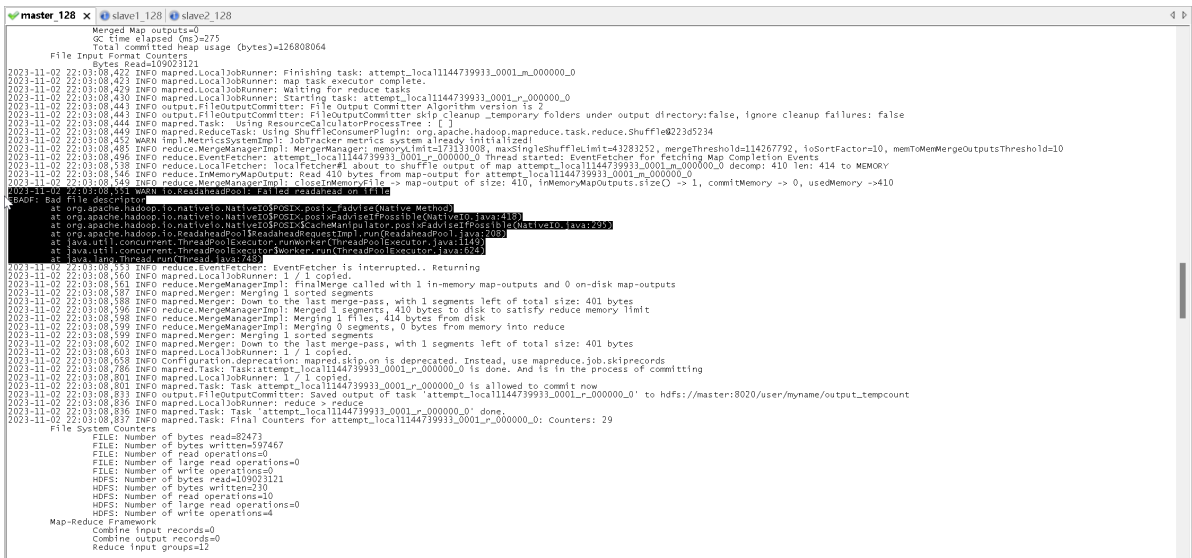 master_128
slave1_128
slave2_128
Merged Map outputs=0
GC time elapsed (ms)=275
Total committed heap usage (bytes)=126808064
File Input Format Counters
Bytes Read=109023121
2023-11-02 22:03:08,422 INFO mapred.LocalJobRunner: Finishing task: attempt_local1144739933_0001_m_000000_0
2023-11-02 22:03:08,423 INFO mapred.LocalJobRunner: map task executor complete.
2023-11-02 22:03:08,429 INFO mapred.LocalJobRunner: Waiting for reduce tasks
2023-11-02 22:03:08,430 INFO mapred.LocalJobRunner: Starting task: attempt_local1144739933_0001_r_000000_0
2023-11-02 22:03:08,443 INFO output.FileOutputCommitter: File Output Committer Algorithm version is 2
2023-11-02 22:03:08,443 INFO output.FileOutputCommitter: FileOutputCommitter skip cleanup _temporary folders under output directory:false, ignore cleanup failures: false
2023-11-02 22:03:08,444 INFO mapred.Task:  Using ResourceCalculatorProcessTree : [ ]
2023-11-02 22:03:08,449 INFO mapred.ReduceTask: Using ShuffleConsumerPlugin: org.apache.hadoop.mapreduce.task.reduce.Shuffle@223d5234
2023-11-02 22:03:08,452 WARN impl.MetricsSystemImpl: JobTracker metrics system already initialized!
2023-11-02 22:03:08,485 INFO reduce.MergeManagerImpl: MergerManager: memoryLimit=173133008, maxSingleShuffleLimit=43283252, mergeThreshold=114267792, ioSortFactor=10, memToMemMergeOutputsThreshold=10
2023-11-02 22:03:08,496 INFO reduce.EventFetcher: attempt_local1144739933_0001_r_000000_0 Thread started: EventFetcher for fetching Map Completion Events
2023-11-02 22:03:08,538 INFO reduce.LocalFetcher: localfetcher#1 about to shuffle output of map attempt_local1144739933_0001_m_000000_0 decomp: 410 len: 414 to MEMORY
2023-11-02 22:03:08,546 INFO reduce.InMemoryMapOutput: Read 410 bytes from map-output for attempt_local1144739933_0001_m_000000_0
2023-11-02 22:03:08,549 INFO reduce.MergeManagerImpl: closeInMemoryFile -> map-output of size: 410, inMemoryMapOutputs.size() -> 1, commitMemory -> 0, usedMemory ->410
2023-11-02 22:03:08,551 WARN io.ReadaheadPool: Failed readahead on ifile
EBADF: Bad file descriptor
at org.apache.hadoop.io.nativeio.NativeIO$POSIX.posix_fadvise(Native Method)
at org.apache.hadoop.io.nativeio.NativeIO$POSIX.posixFadviseIfPossible(NativeIO.java:418)
at org.apache.hadoop.io.nativeio.NativeIO$POSIX$CacheManipulator.posixFadviseIfPossible(NativeIO.java:295)
at org.apache.hadoop.io.ReadaheadPool$ReadaheadRequestImpl.run(ReadaheadPool.java:208)
at java.util.concurrent.ThreadPoolExecutor.runWorker(ThreadPoolExecutor.java:1149)
at java.util.concurrent.ThreadPoolExecutor$Worker.run(ThreadPoolExecutor.java:624)
at java.lang.Thread.run(Thread.java:748)
2023-11-02 22:03:08,553 INFO reduce.EventFetcher: EventFetcher is interrupted.. Returning
2023-11-02 22:03:08,560 INFO mapred.LocalJobRunner: 1 / 1 copied.
2023-11-02 22:03:08,561 INFO reduce.MergeManagerImpl: finalMerge called with 1 in-memory map-outputs and 0 on-disk map-outputs
2023-11-02 22:03:08,587 INFO mapred.Merger: Merging 1 sorted segments
2023-11-02 22:03:08,588 INFO mapred.Merger: Down to the last merge-pass, with 1 segments left of total size: 401 bytes
2023-11-02 22:03:08,596 INFO reduce.MergeManagerImpl: Merged 1 segments, 410 bytes to disk to satisfy reduce memory limit
2023-11-02 22:03:08,598 INFO reduce.MergeManagerImpl: Merging 1 files, 414 bytes from disk
2023-11-02 22:03:08,599 INFO reduce.MergeManagerImpl: Merging 0 segments, 0 bytes from memory into reduce
2023-11-02 22:03:08,599 INFO mapred.Merger: Merging 1 sorted segments
2023-11-02 22:03:08,602 INFO mapred.Merger: Down to the last merge-pass, with 1 segments left of total size: 401 bytes
2023-11-02 22:03:08,603 INFO mapred.LocalJobRunner: 1 / 1 copied.
2023-11-02 22:03:08,658 INFO Configuration.deprecation: mapred.skip.on is deprecated. Instead, use mapreduce.job.skiprecords
2023-11-02 22:03:08,786 INFO mapred.Task: Task:attempt_local1144739933_0001_r_000000_0 is done. And is in the process of committing
2023-11-02 22:03:08,801 INFO mapred.LocalJobRunner: 1 / 1 copied.
2023-11-02 22:03:08,801 INFO mapred.Task: Task attempt_local1144739933_0001_r_000000_0 is allowed to commit now
2023-11-02 22:03:08,833 INFO output.FileOutputCommitter: Saved output of task 'attempt_local1144739933_0001_r_000000_0' to hdfs://master:8020/user/myname/output_tempcount
2023-11-02 22:03:08,836 INFO mapred.LocalJobRunner: reduce > reduce
2023-11-02 22:03:08,836 INFO mapred.Task: Task 'attempt_local1144739933_0001_r_000000_0' done.
2023-11-02 22:03:08,837 INFO mapred.Task: Final Counters for attempt_local1144739933_0001_r_000000_0: Counters: 29
File System Counters
FILE: Number of bytes read=82473
FILE: Number of bytes written=597467
FILE: Number of read operations=0
FILE: Number of large read operations=0
FILE: Number of write operations=0
HDFS: Number of bytes read=109023121
HDFS: Number of bytes written=230
HDFS: Number of read operations=10
HDFS: Number of large read operations=0
HDFS: Number of write operations=4
Map-Reduce Framework
Combine input records=0
Combine output records=0
Reduce input groups=12